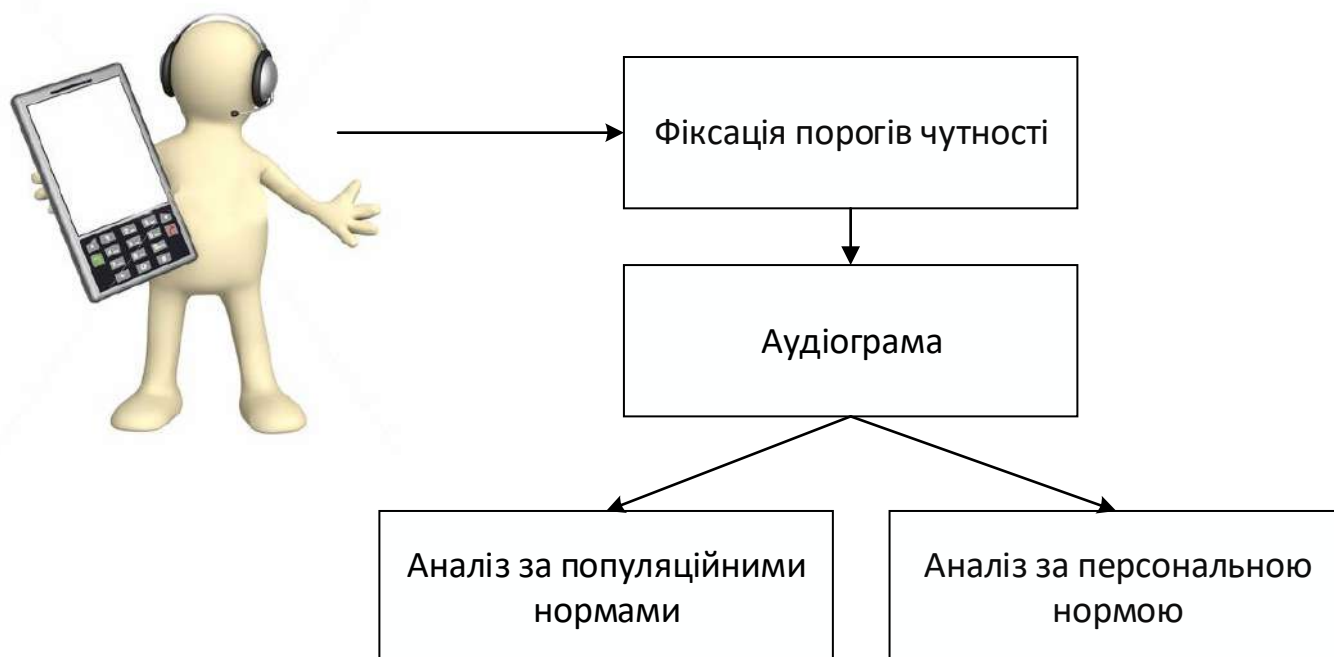 Фіксація порогів чутності
Аудіограма
Аналіз за популяційними
нормами
Аналіз за персональною
нормою